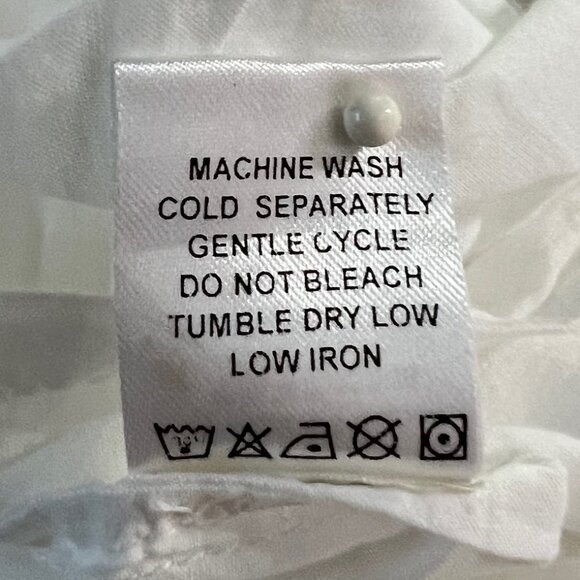 MACHINE WASH
COLD SEPARATELY
GENTLE CYCLE
DO NOT BLEACH
TUMBLE DRY LOW
LOW IRON